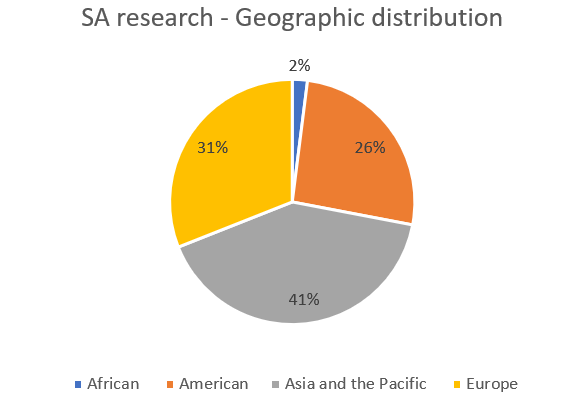 SA research - Geographic distribution
2%
31%
26%
41%
African American Asia and the Pacific Europe